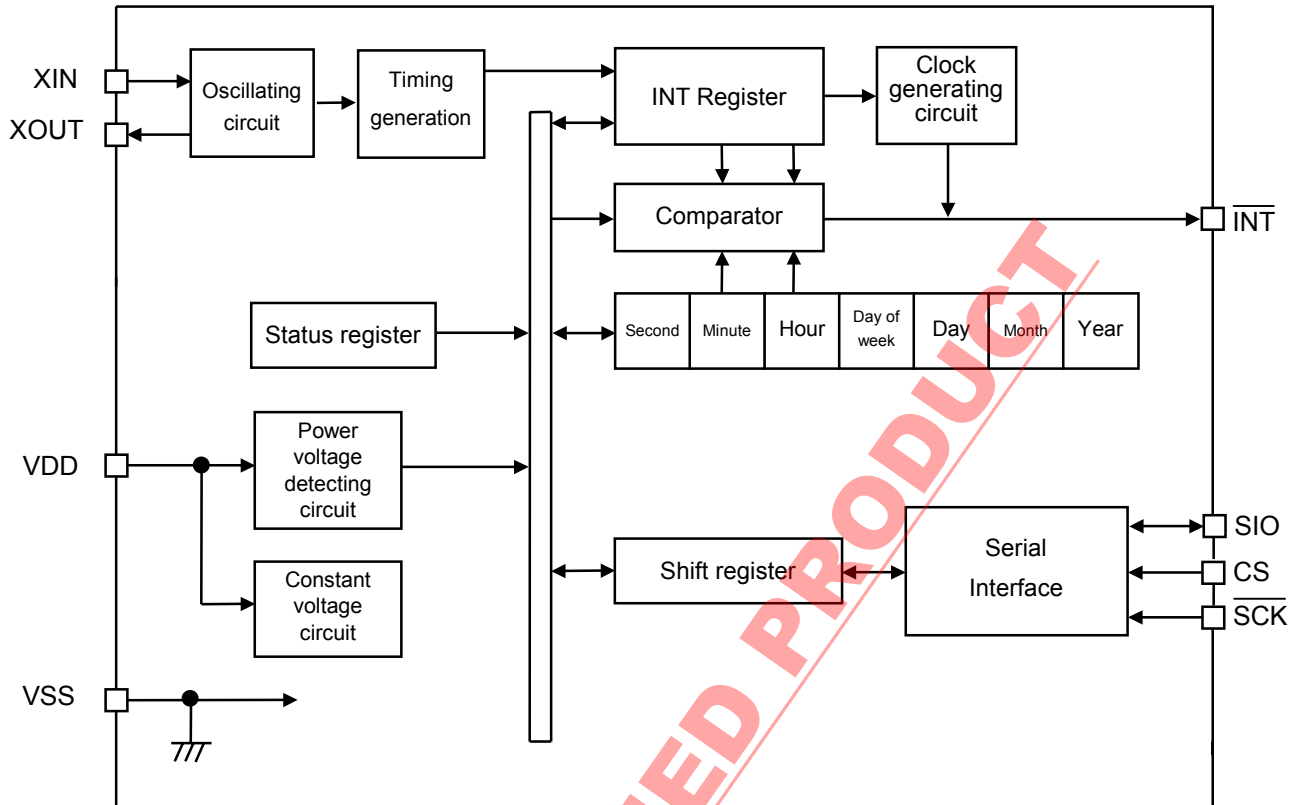 XIN
XOUT
Oscillating
circuit
Timing
generation
INT Register
Clock
generating
circuit
Comparator
INT
Status register
Second
Minute
Hour
Day of
week
Day
Month
Year
VDD
Power
voltage
detecting
circuit
Constant
voltage
circuit
Shift register
Serial
Interface
SIO
CS
SCK
VSS
PRODUCT